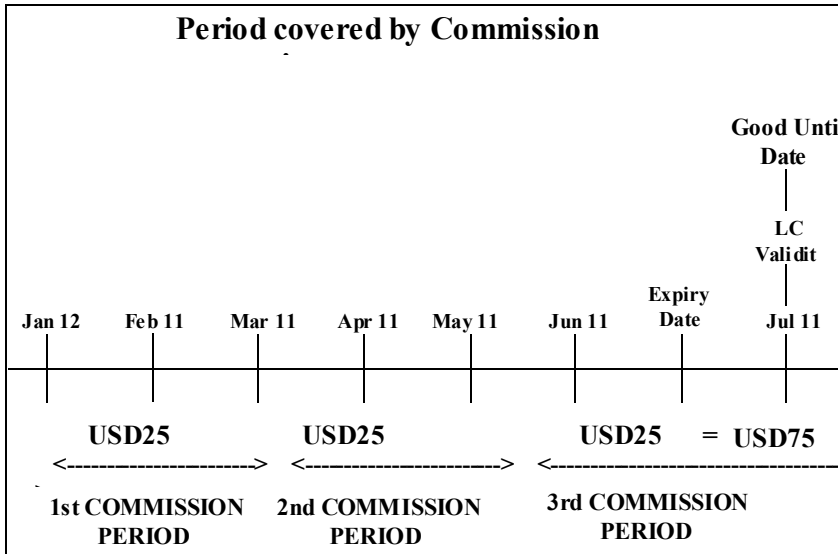 Period covered by Commission
Good Unti
Date
LC
Validit
Expiry
Date
Jan 12 Feb 11 Mar 11 Apr 11 May 11 Jun 11 Jul 11
USD25 USD25 USD25 = USD75
<----------------------> <----------------------> <--------------------------------
1st COMMISSION
PERIOD
2nd COMMISSION
PERIOD
3rd COMMISSION
PERIOD